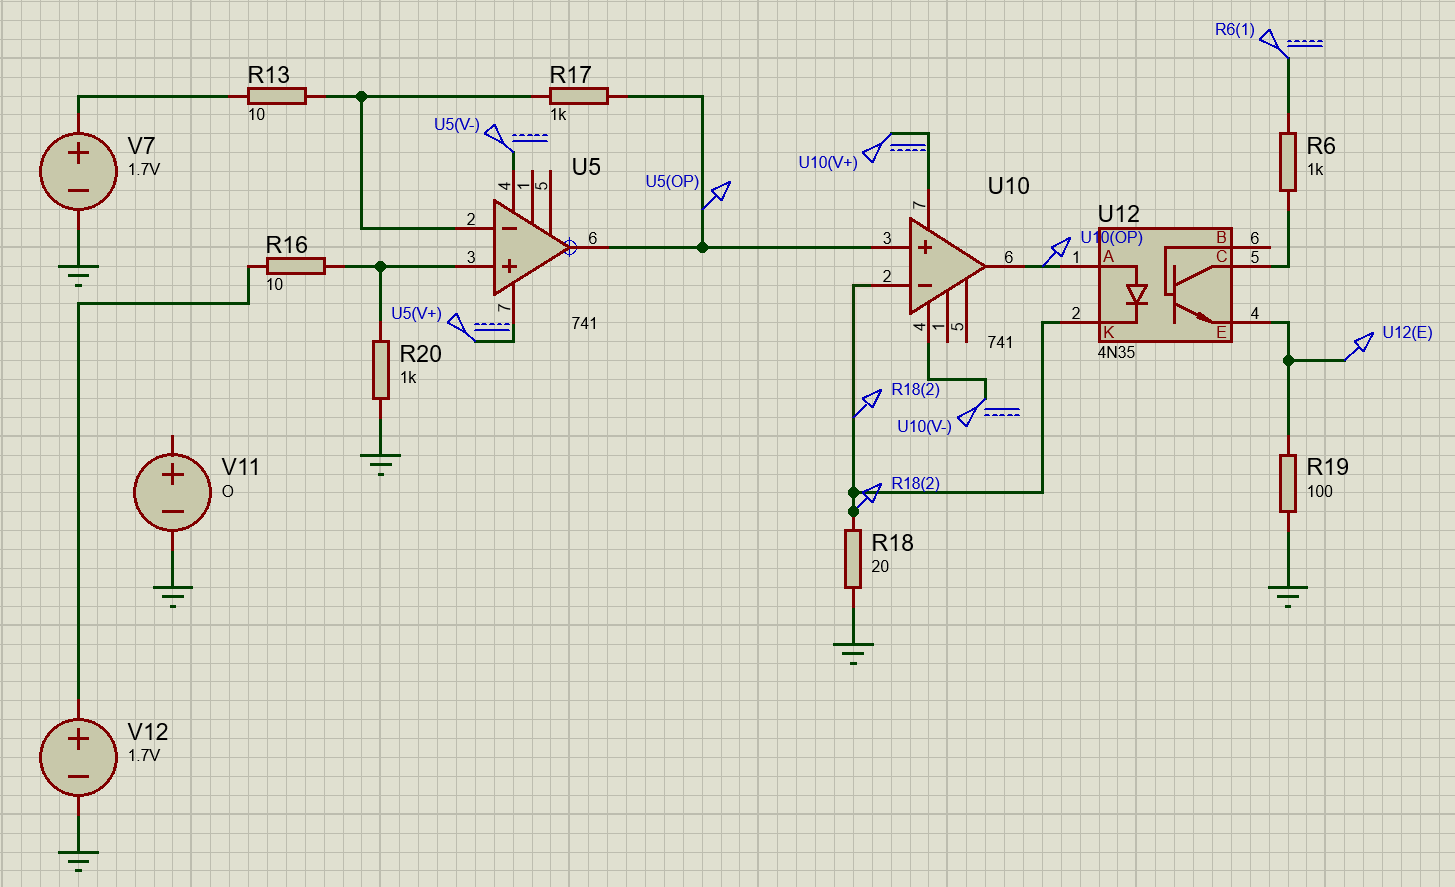 R6(1)
R13
10
R17
1k
U5(V-)
V7
1.7V
U5
4
1
5
U5(OP)
2
6
3
7
U5(V+)
741
R16
10
R20
1k
U10(V+)
7
U10
3
2
6
4
1
5
741
U10(V-)
U10(OP)
U12
1
A
B
6
C
5
2
K
E
4
4N35
R6
1k
U12(E)
R18(2)
R18(2)
R18
20
R19
100
V11
O
V12
1.7V